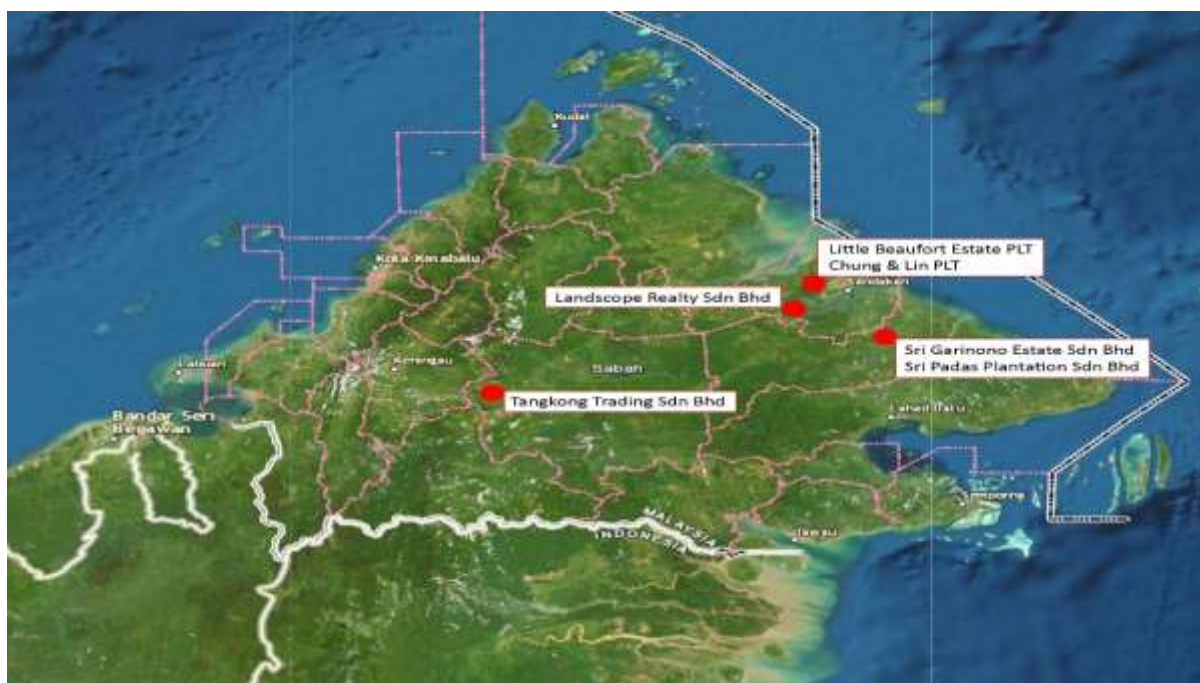 Kudat
Little Beaufort Estate PLT
Chung & Lin PLT
Kota Kinabalu
Sandakan
Landscope Realty Sdn Bhd
Sri Garinono Estate Sdn Bhd
Sri Padas Plantation Sdn Bhd
Keningau
Sabah
Labuan
Tangkong Trading Sdn Bhd
Lahad Datu
Bandar Seri
Begawan
Semporna
MALAYSIA
INDONESIA
Tawau